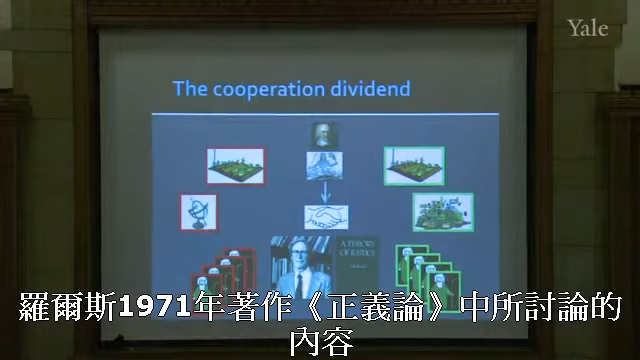 Yale
The cooperation dividend
A THEORY
OF JUSTICE
羅爾斯1971年著作《正義論》中所討論的
內容